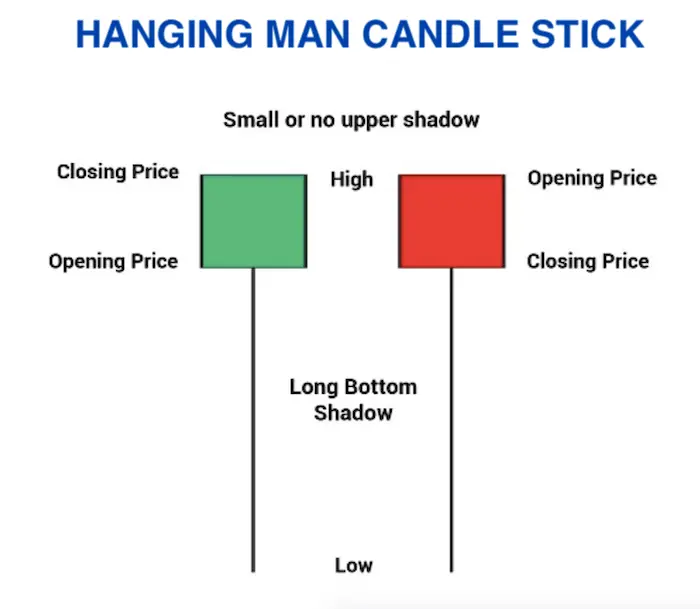 HANGING MAN CANDLE STICK
Small or no upper shadow
Closing Price
High
Opening Price
Opening Price
Closing Price
Long Bottom
Shadow
Low